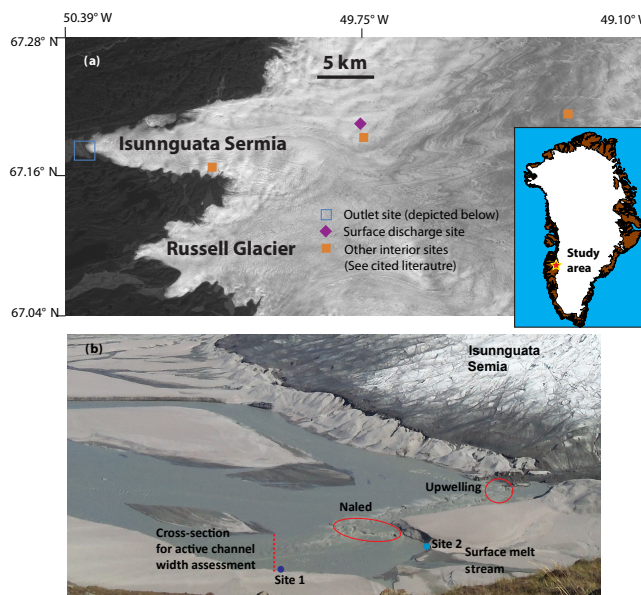 50.39° W
49.75° W
49.10° W
67.28° N
(a)
5 km
Isunnguata Sermia
67.16° N
Outlet site (depicted below)
Surface discharge site
Other interior sites
(See cited literautre)
Russell Glacier
Study
area
67.04° N
(b)
Isunnguata
Semia
Upwelling
Naled
Cross-section
for active channel
width assessment
Site 2
Surface melt
stream
Site 1